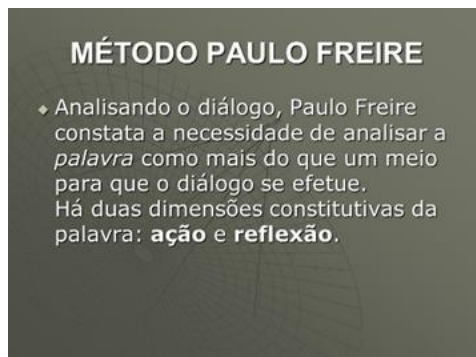 MÉTODO PAULO FREIRE
Analisando o diálogo, Paulo Freire
constata a necessidade de analisar a
palavra como mais do que um meio
para que o diálogo se efetue.
Há duas dimensões constitutivas da
palavra: ação e reflexão.